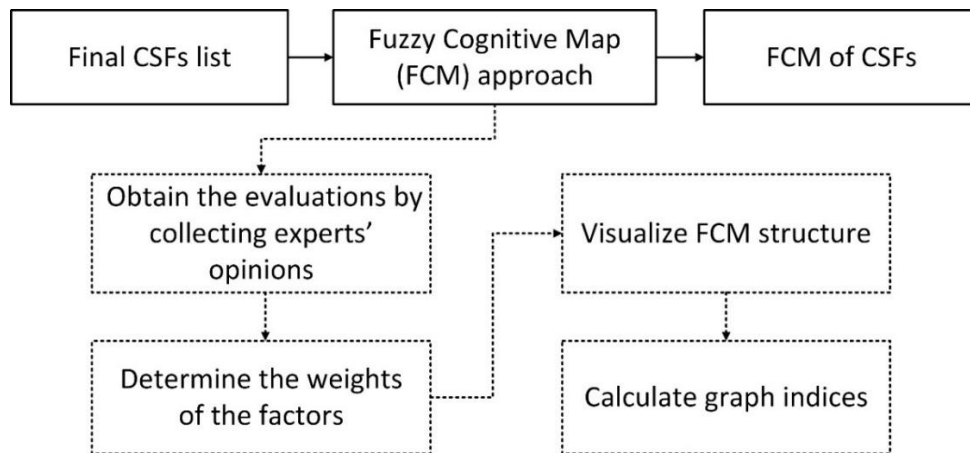 Final CSFs list
Fuzzy Cognitive Map
(FCM) approach
FCM of CSFs
Obtain the evaluations by
collecting experts’
opinions
Determine the weights
of the factors
Visualize FCM structure
Calculate graph indices